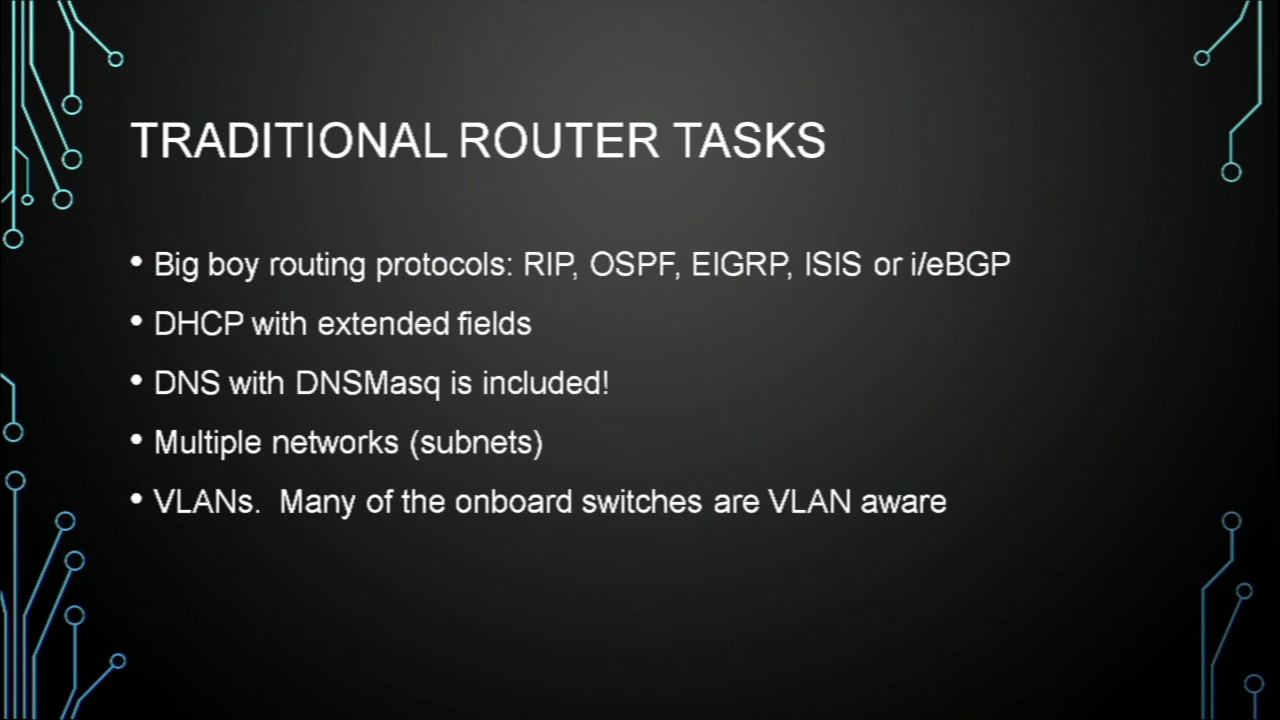 TRADITIONAL ROUTER TASKS
• Big boy routing protocols: RIP, OSPF, EIGRP, ISIS or i/eBGP
• DHCP with extended fields
• DNS with DNSMasq is included!
• Multiple networks (subnets)
• VLANs.  Many of the onboard switches are VLAN aware